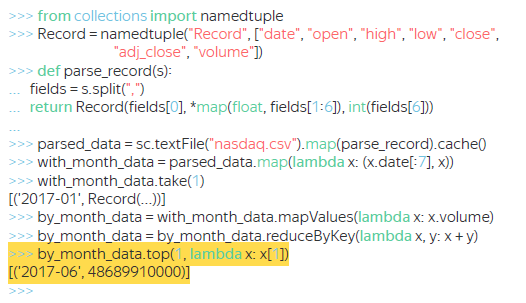 >>> from collections import namedtuple
>>> Record = namedtuple("Record", ["date", "open", "high", "low", "close",
"adj_close", "volume"])
>>> def parse_record(s):
... fields = s.split(",")
... return Record(fields[0], *map(float, fields[1:6]), int(fields[6]))
...
>>> parsed_data = sc.textFile("nasdaq.csv").map(parse_record).cache()
>>> with_month_data = parsed_data.map(lambda x: (x.date[:7], x))
>>> with_month_data.take(1)
[('2017-01', Record(...))]
>>> by_month_data = with_month_data.mapValues(lambda x: x.volume)
>>> by_month_data = by_month_data.reduceByKey(lambda x, y: x + y)
>>> by_month_data.top(1, lambda x: x[1])
[('2017-06', 48689910000)]
>>>